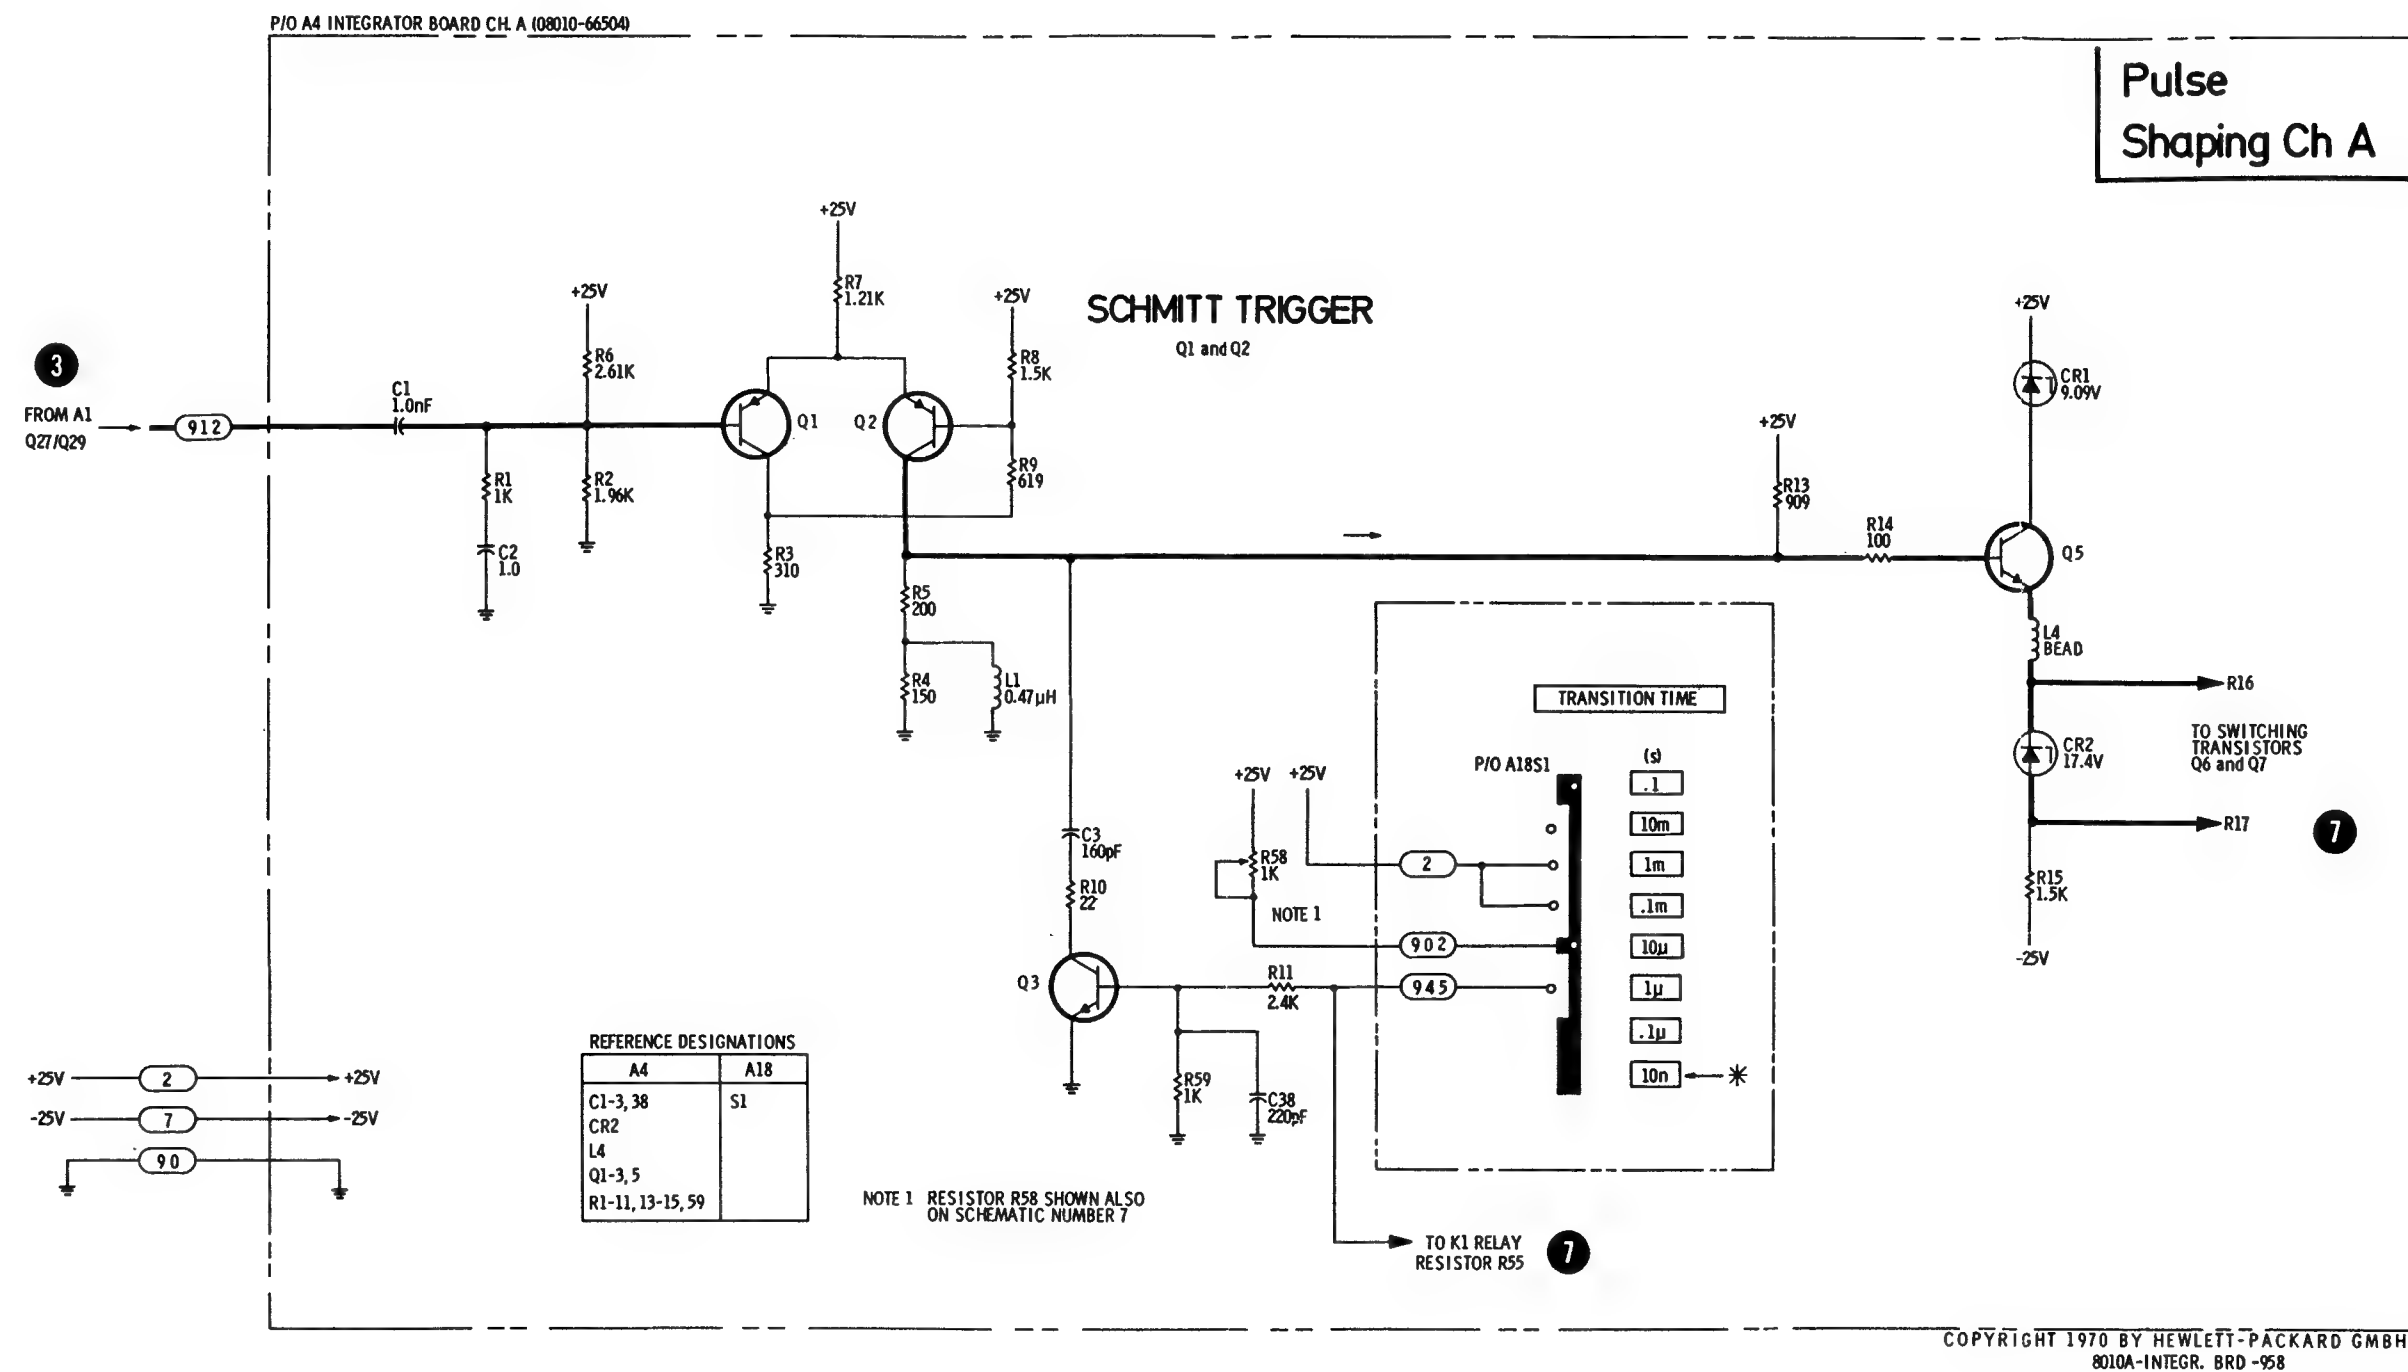 P/O A4 INTEGRATOR BOARD CH. A (08010-66504)
Pulse
Shaping Ch A
+25V
R7
1.21K
+25V
R6
2.61K
+25V
R8
1.5K
SCHMITT TRIGGER
Q1 and Q2
+25V
CR1
9.09V
3
FROM A1
Q27/Q29
912
C1
1.0nF
Q1
Q2
R1
1K
R2
1.96K
R9
619
+25V
R13
909
R14
100
Q5
C2
1.0
R3
310
R5
200
R4
150
L1
0.47µH
L4
BEAD
R16
TO SWITCHING
TRANSISTORS
Q6 and Q7
CR2
17.4V
R17
7
R15
1.5K
-25V
TRANSITION TIME
P/O A18S1
(s)
.1
10m
1m
.1m
10µ
1µ
.1µ
10n
*
+25V
+25V
C3
160pF
R58
1K
2
R10
22
NOTE 1
902
Q3
R11
2.4K
945
R59
1K
C38
220pF
REFERENCE DESIGNATIONS
A4
A18
C1-3, 38
S1
CR2
L4
Q1-3, 5
R1-11, 13-15, 59
+25V
2
+25V
-25V
7
-25V
90
NOTE 1 RESISTOR R58 SHOWN ALSO
ON SCHEMATIC NUMBER 7
TO K1 RELAY
RESISTOR R55
7
COPYRIGHT 1970 BY HEWLETT-PACKARD GMBH
8010A-INTEGR. BRD -958